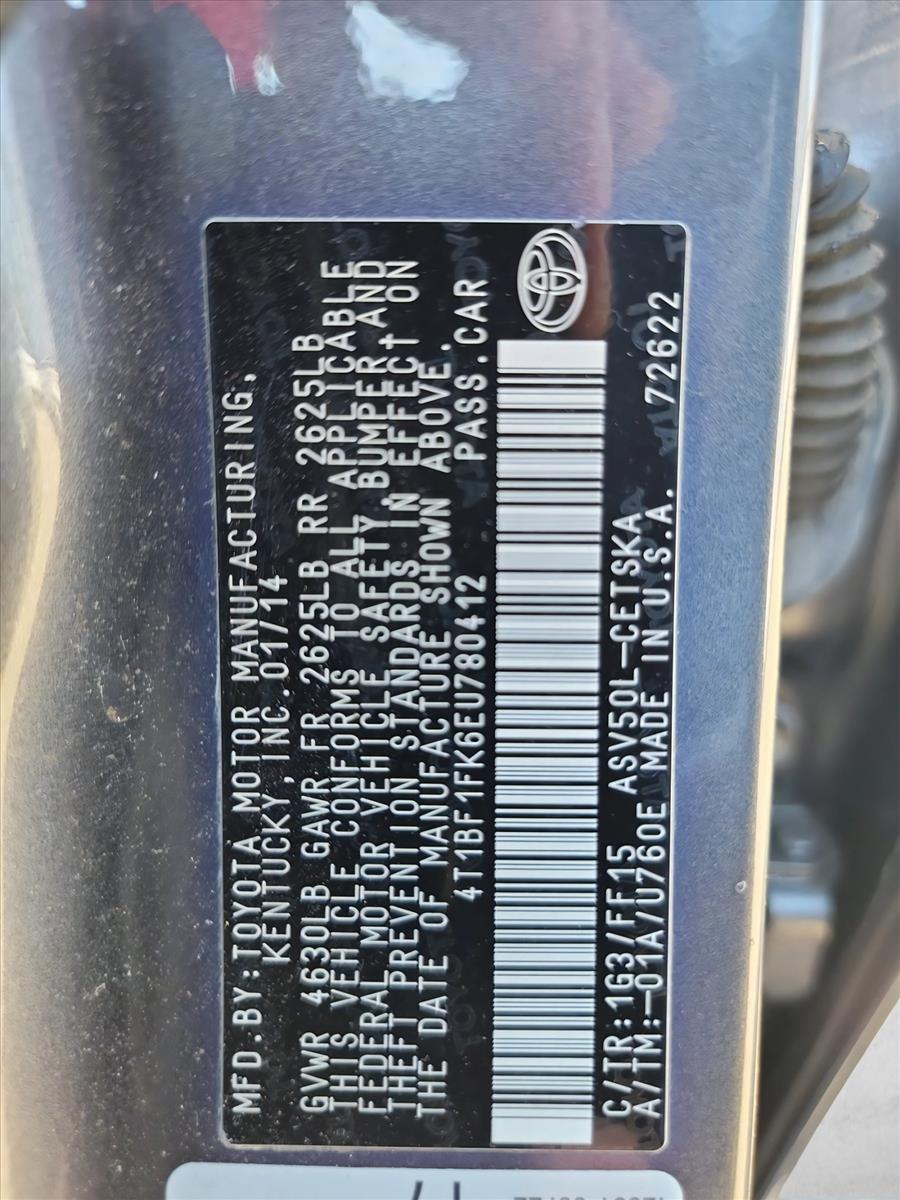 MFD.BY:TOYOTA MOTOR MANUFACTURING,
KENTUCKY, INC. 01/14
GVWR 4630LB GAWR FR 2625LB RR 2625LB
THIS VEHICLE CONFORMS TO ALL APPLICABLE
FEDERAL MOTOR VEHICLE SAFETY, BUMPER, AND
THEFT PREVENTION STANDARDS IN EFFECT ON
THE DATE OF MANUFACTURE SHOWN ABOVE.
4T1BF1FK6EU780412 PASS.CAR
C/TR:1G3/FF15 ASV50L-CETSKA
A/TM:-01A/U760E MADE IN U.S.A. 72622